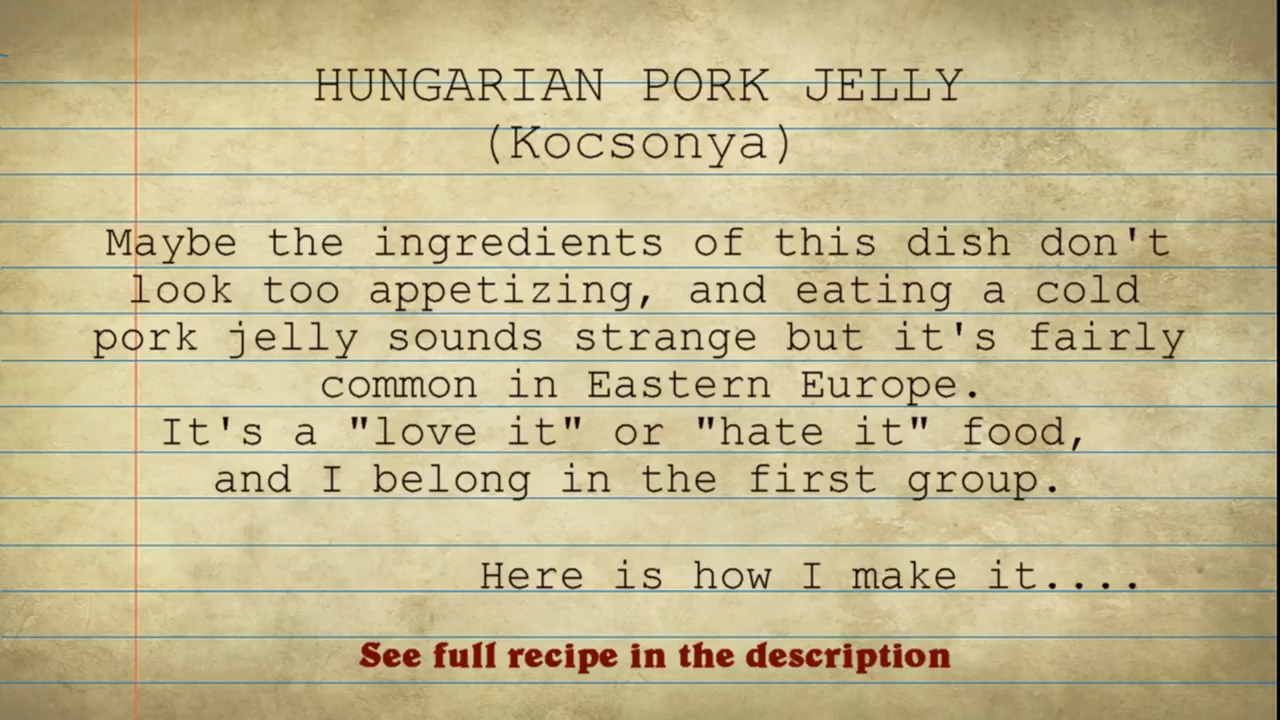 HUNGARIAN PORK JELLY
(Kocsonya)
Maybe the ingredients of this dish don't
look too appetizing, and eating a cold
pork jelly sounds strange but it's fairly
common in Eastern Europe.
It's a "love it" or "hate it" food,
and I belong in the first group.
Here is how I make it....
See full recipe in the description